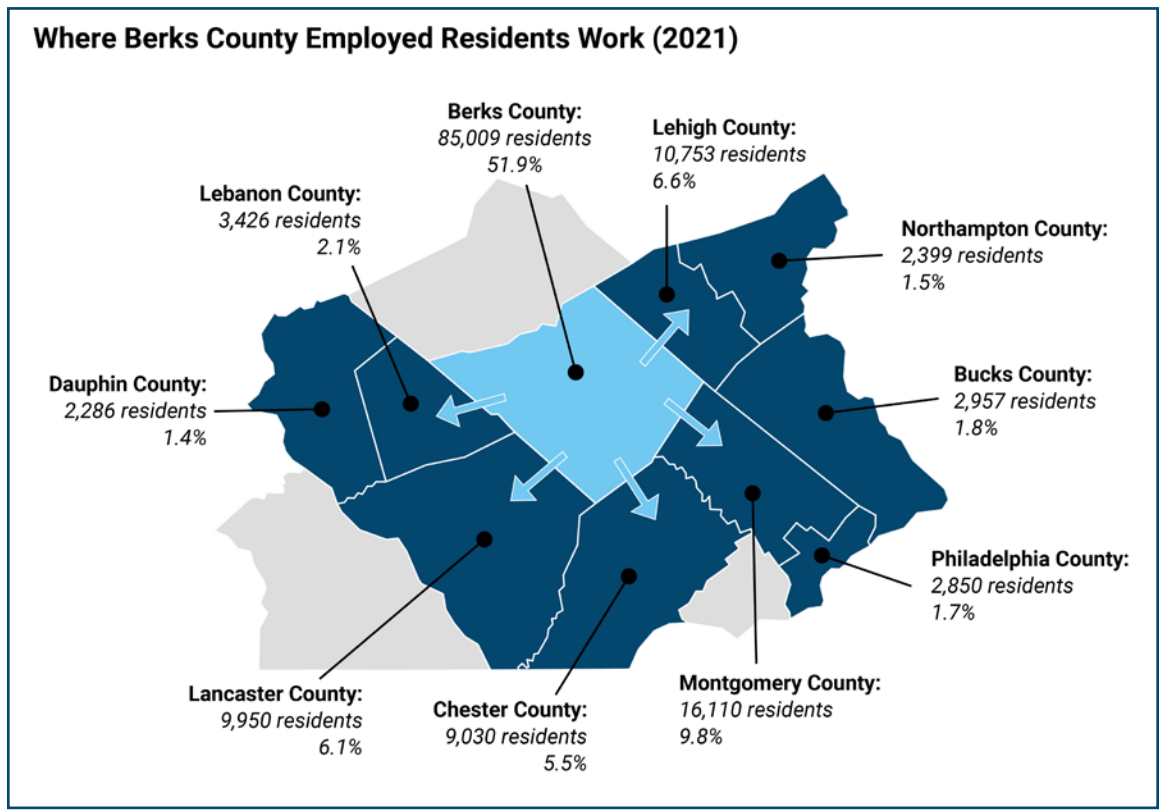 Where Berks County Employed Residents Work (2021)
Berks County:
85,009 residents
51.9%
Lehigh County:
10,753 residents
6.6%
Lebanon County:
3,426 residents
2.1%
Northampton County:
2,399 residents
1.5%
Dauphin County:
2,286 residents
1.4%
Bucks County:
2,957 residents
1.8%
Philadelphia County:
2,850 residents
1.7%
Lancaster County:
9,950 residents
6.1%
Chester County:
9,030 residents
5.5%
Montgomery County:
16,110 residents
9.8%